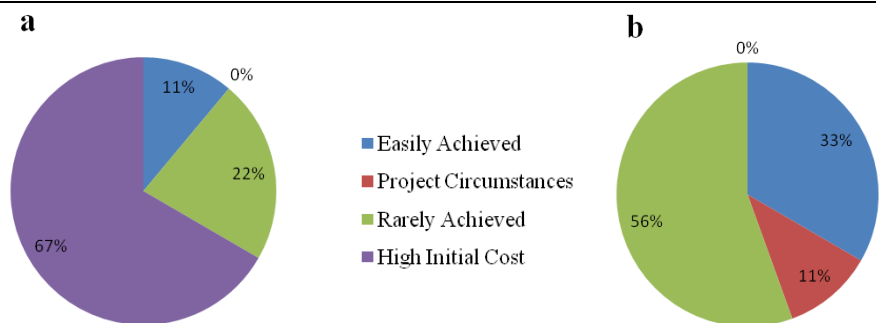 a
11%
0%
22%
67%
Easily Achieved
Project Circumstances
Rarely Achieved
High Initial Cost
b
0%
33%
56%
11%